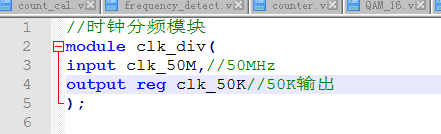 count_cal.v frequency_detect.v counter.v QAM_16.v
1 //时钟分频模块
2 module clk_div(
3 input clk_50M,//50MHz
4 output reg clk_50K//50K输出
5 );
6